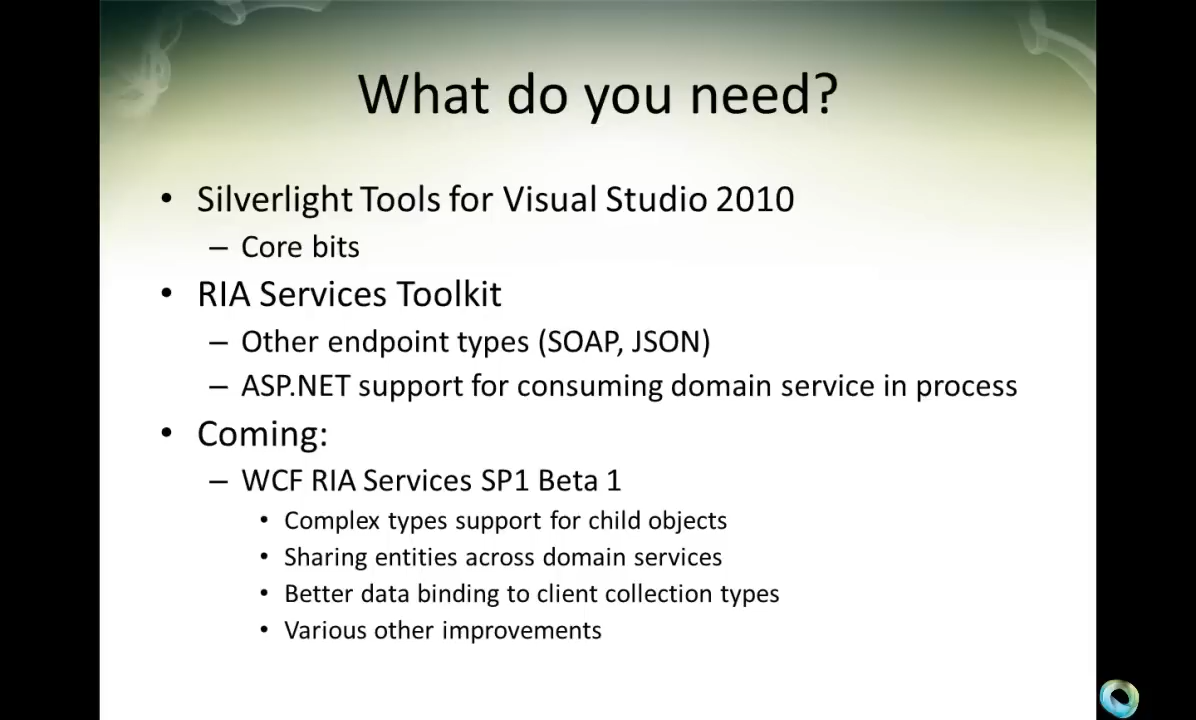 What do you need?
• Silverlight Tools for Visual Studio 2010
– Core bits
• RIA Services Toolkit
– Other endpoint types (SOAP, JSON)
– ASP.NET support for consuming domain service in process
• Coming:
– WCF RIA Services SP1 Beta 1
• Complex types support for child objects
• Sharing entities across domain services
• Better data binding to client collection types
• Various other improvements